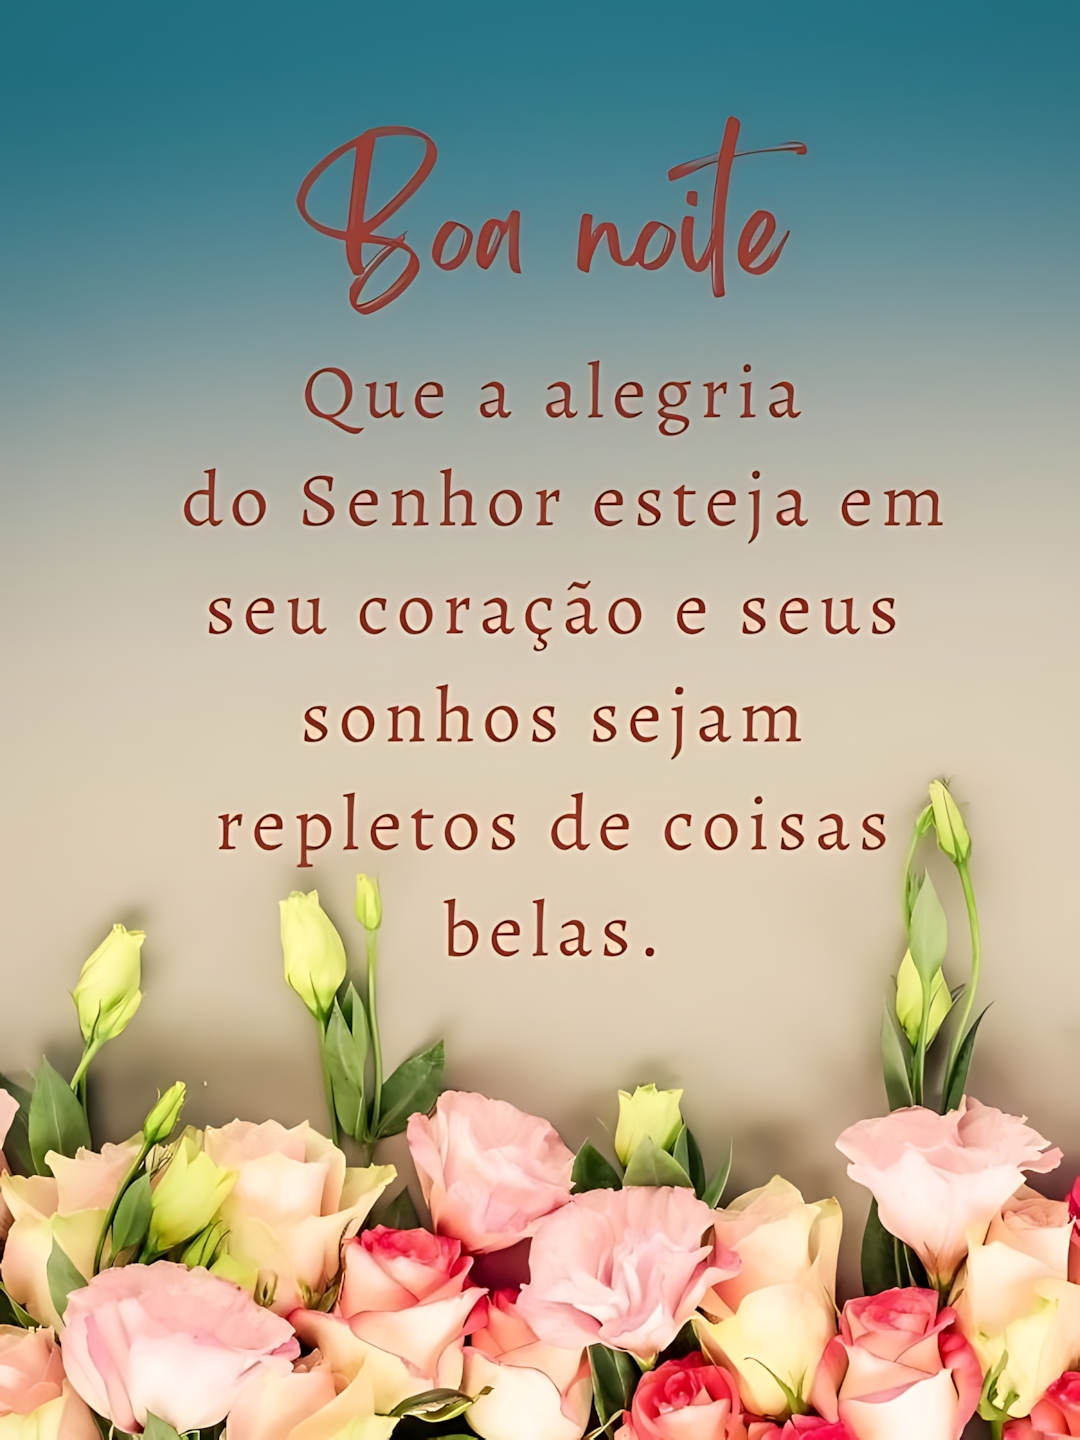 Boa noite
Que a alegria
do Senhor esteja em
seu coração e seus
sonhos sejam
repletos de coisas
belas.